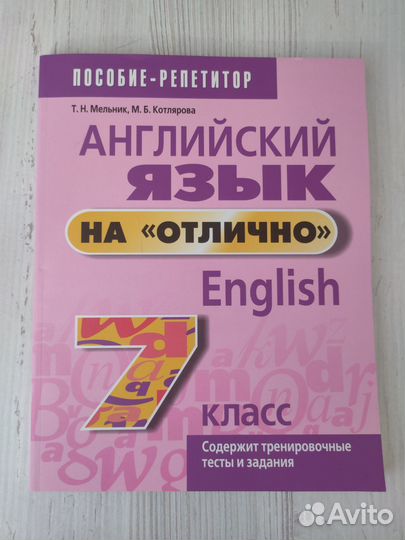 ПОСОБИЕ-РЕПЕТИТОР
Т. Н. Мельник, М. Б. Котлярова
АНГЛИЙСКИЙ
ЯЗЫК
НА «ОТЛИЧНО»
English
7
КЛАСС
Содержит тренировочные
тесты и задания
Avito